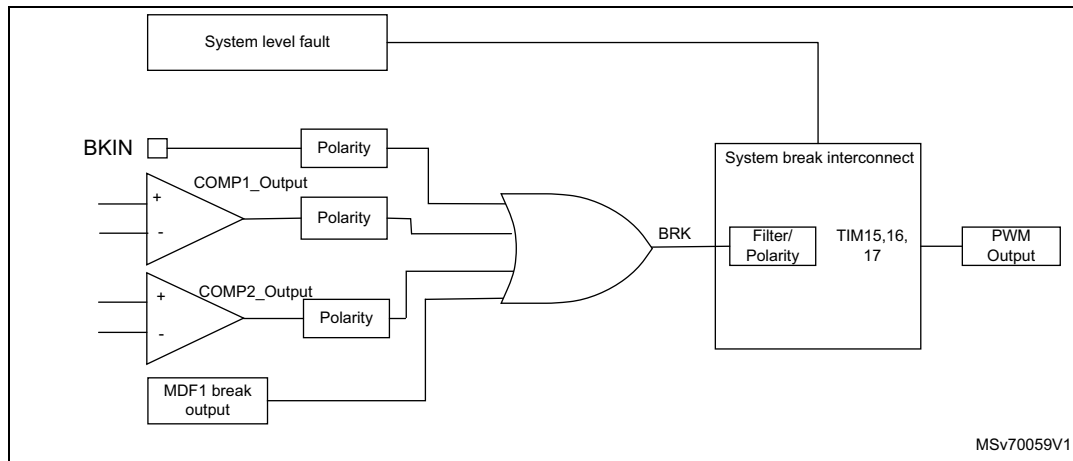 System level fault
BKIN
Polarity
System break interconnect
COMP1_Output
+
-
Polarity
BRK
Filter/
Polarity
TIM15,16,
17
PWM
Output
COMP2_Output
+
-
Polarity
MDF1 break
output
MSv70059V1